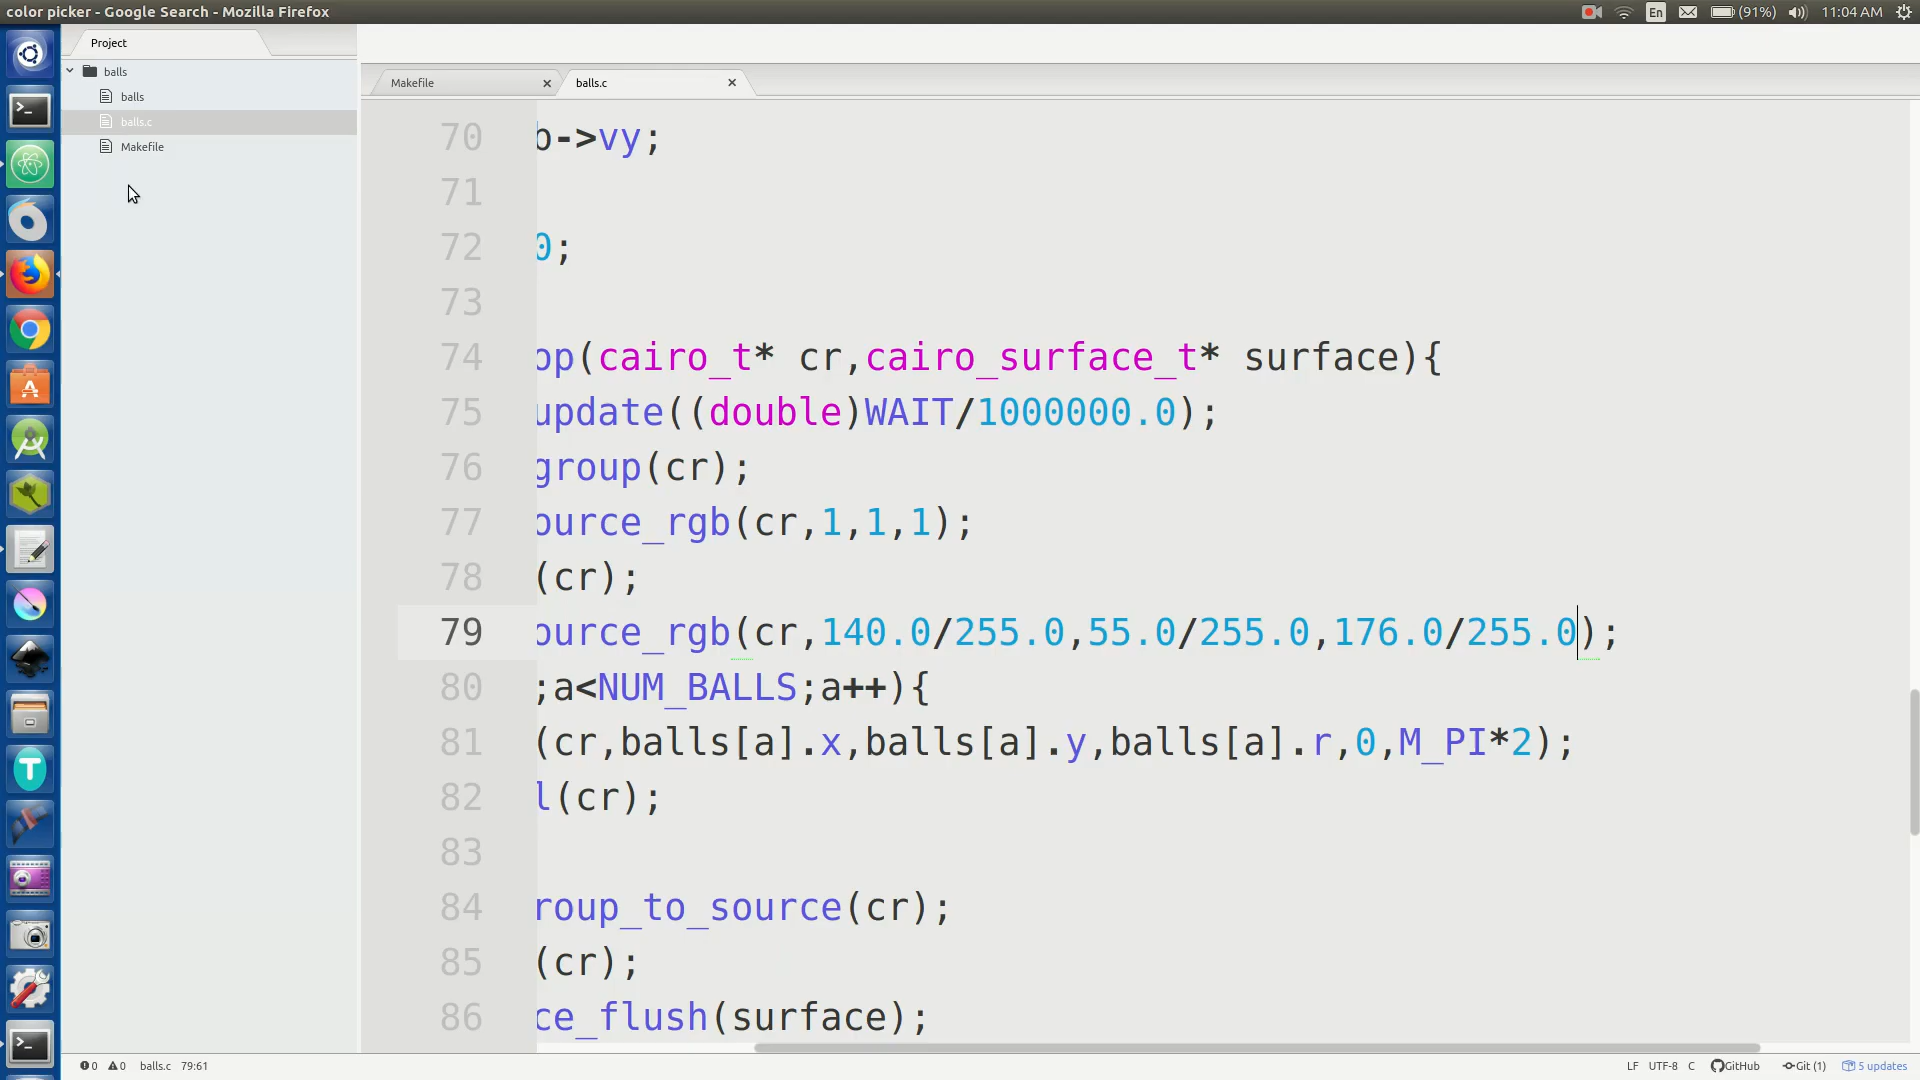 color picker - Google Search - Mozilla Firefox
En
(91%)
11:04 AM
Project
balls
balls
balls.c
Makefile
Makefile
balls.c
70 b->vy;
71
72 0;
73
74 op(cairo_t* cr,cairo_surface_t* surface){
75 update((double)WAIT/1000000.0);
76 group(cr);
77 ource_rgb(cr,1,1,1);
78 (cr);
79 ource_rgb(cr,140.0/255.0,55.0/255.0,176.0/255.0);
80 ;a<NUM_BALLS;a++){
81 (cr,balls[a].x,balls[a].y,balls[a].r,0,M_PI*2);
82 l(cr);
83
84 roup_to_source(cr);
85 (cr);
86 ce_flush(surface);
0 0 balls.c 79:61
LF UTF-8 C GitHub Git (1) 5 updates